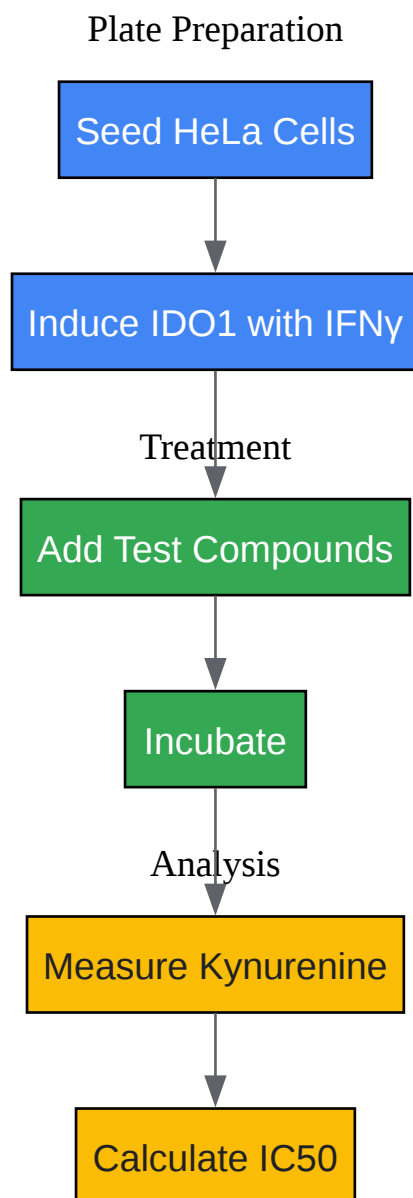 Plate Preparation
Seed HeLa Cells
Induce IDO1 with IFNγ
Treatment
Add Test Compounds
Incubate
Analysis
Measure Kynurenine
Calculate IC50